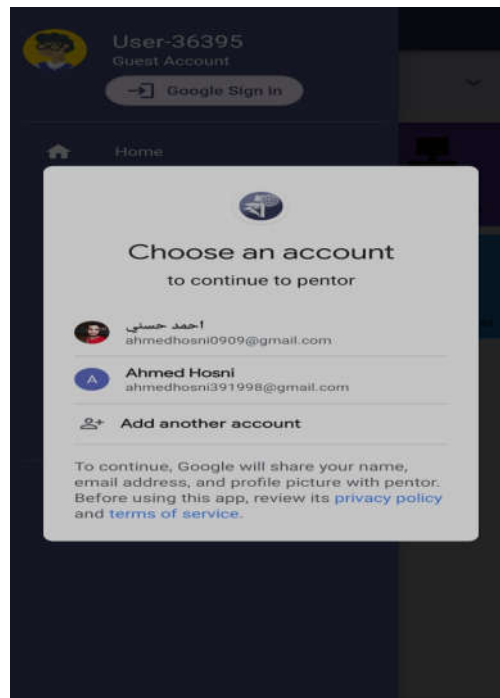 User-36395
Guest Account
Google Sign in
Home
Choose an account
to continue to pentor
احمد حسني
ahmedhosni0909@gmail.com
A
Ahmed Hosni
ahmedhosni391998@gmail.com
Add another account
To continue, Google will share your name,
email address, and profile picture with pentor.
Before using this app, review its privacy policy
and terms of service.